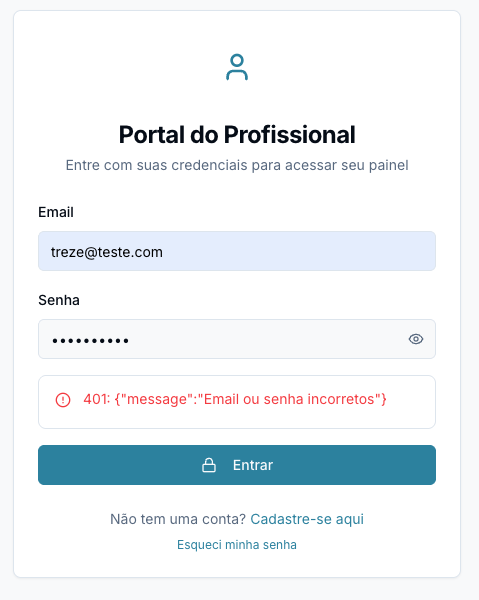 Portal do Profissional
Entre com suas credenciais para acessar seu painel
Email
treze@teste.com
Senha
••••••••••
401: {"message":"Email ou senha incorretos"}
Entrar
Não tem uma conta? Cadastre-se aqui
Esqueci minha senha